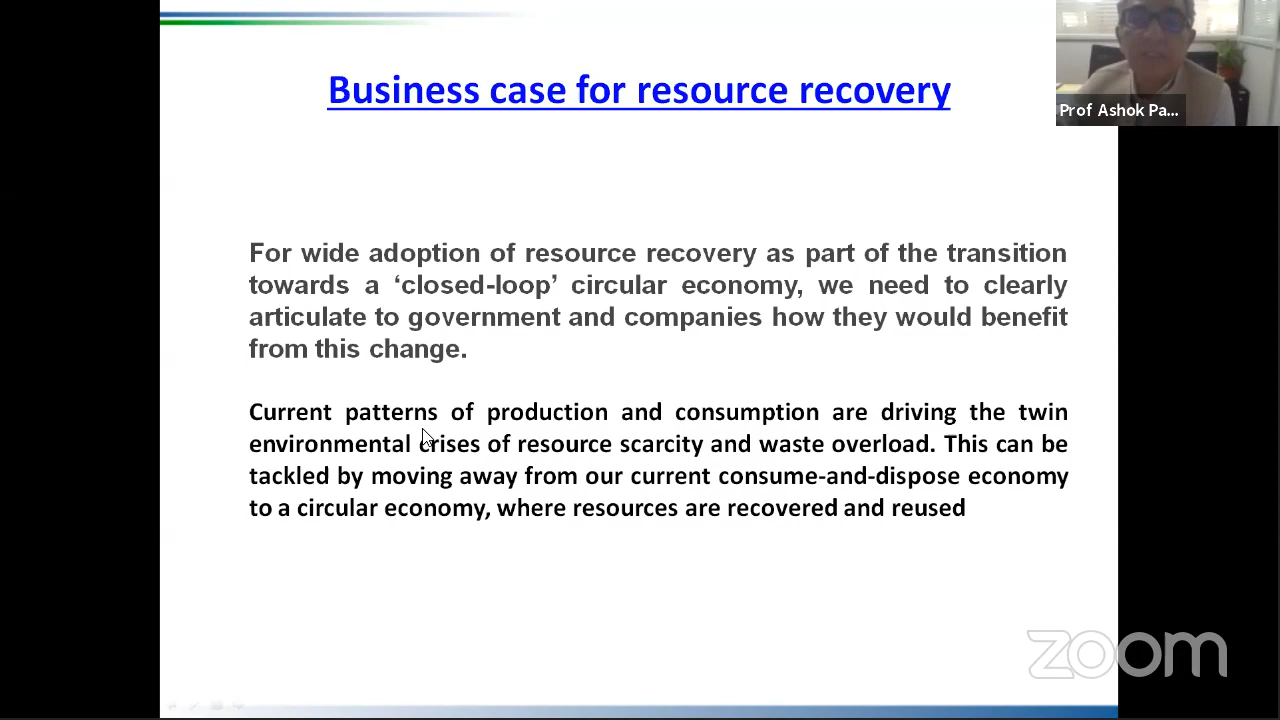 Business case for resource recovery
Prof Ashok Pa...
For wide adoption of resource recovery as part of the transition
towards a ‘closed-loop’ circular economy, we need to clearly
articulate to government and companies how they would benefit
from this change.
Current patterns of production and consumption are driving the twin
environmental crises of resource scarcity and waste overload. This can be
tackled by moving away from our current consume-and-dispose economy
to a circular economy, where resources are recovered and reused
zoom